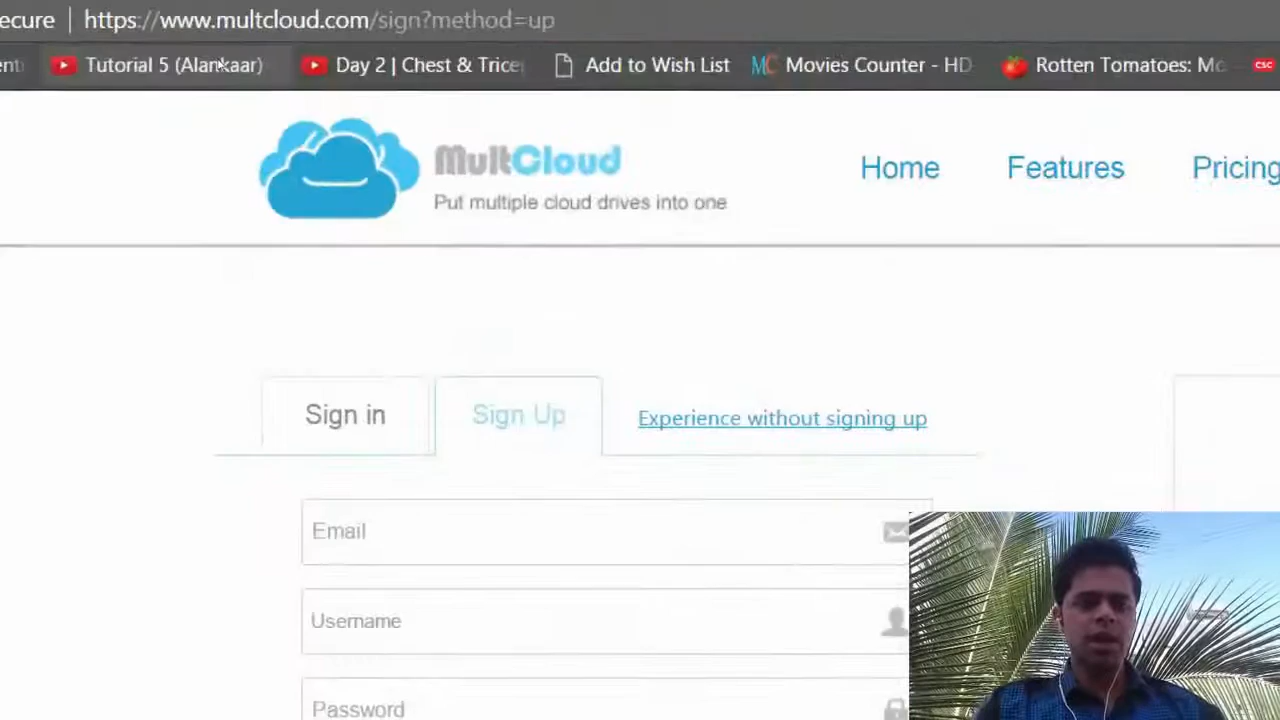 ecure | https://www.multcloud.com/sign?method=up
Tutorial 5 (Alankaar) Day 2 | Chest & Trice Add to Wish List MC Movies Counter - HD Rotten Tomatoes: Mo CSC
MultCloud
Put multiple cloud drives into one
Home Features Pricing
Sign in Sign Up Experience without signing up
Email
Username
Password